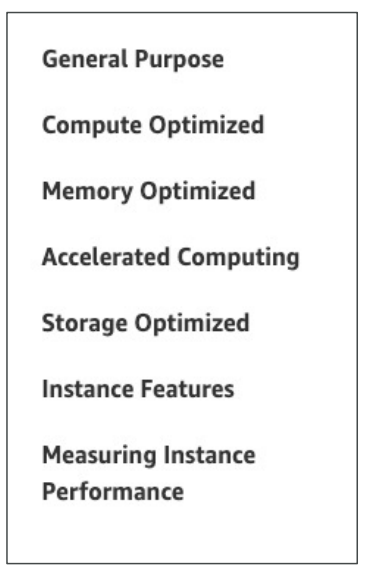 General Purpose
Compute Optimized
Memory Optimized
Accelerated Computing
Storage Optimized
Instance Features
Measuring Instance
Performance